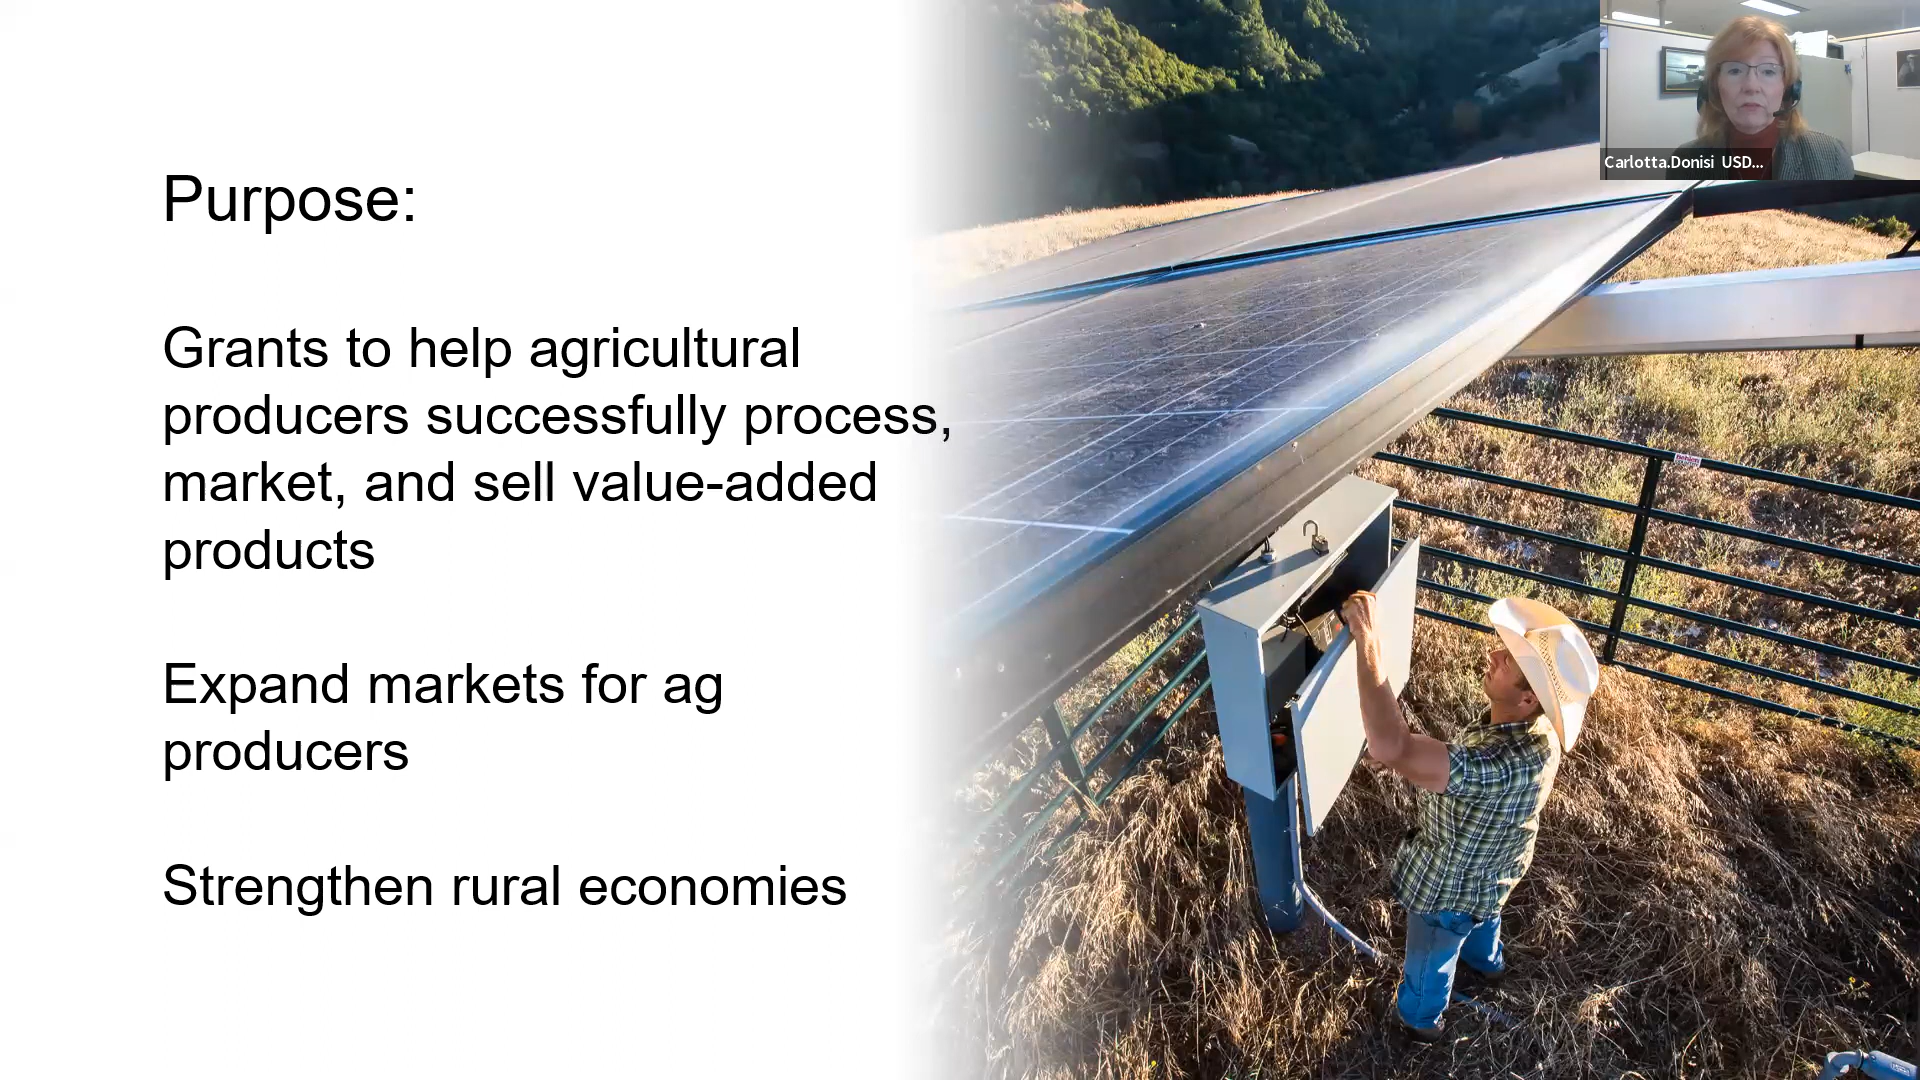 Carlotta.Donisi USD...
Purpose:
Grants to help agricultural
producers successfully process,
market, and sell value-added
products
Expand markets for ag
producers
Strengthen rural economies